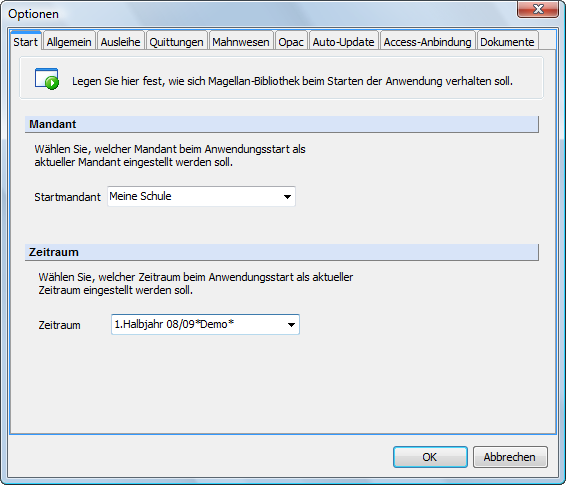 Optionen
Start Allgemein Ausleihe Quittungen Mahnwesen Opac Auto-Update Access-Anbindung Dokumente
Legen Sie hier fest, wie sich Magellan-Bibliothek beim Starten der Anwendung verhalten soll.
Mandant
Wählen Sie, welcher Mandant beim Anwendungsstart als
aktueller Mandant eingestellt werden soll.
Startmandant Meine Schule
Zeitraum
Wählen Sie, welcher Zeitraum beim Anwendungsstart als aktueller
Zeitraum eingestellt werden soll.
Zeitraum 1.Halbjahr 08/09*Demo*
OK Abbrechen